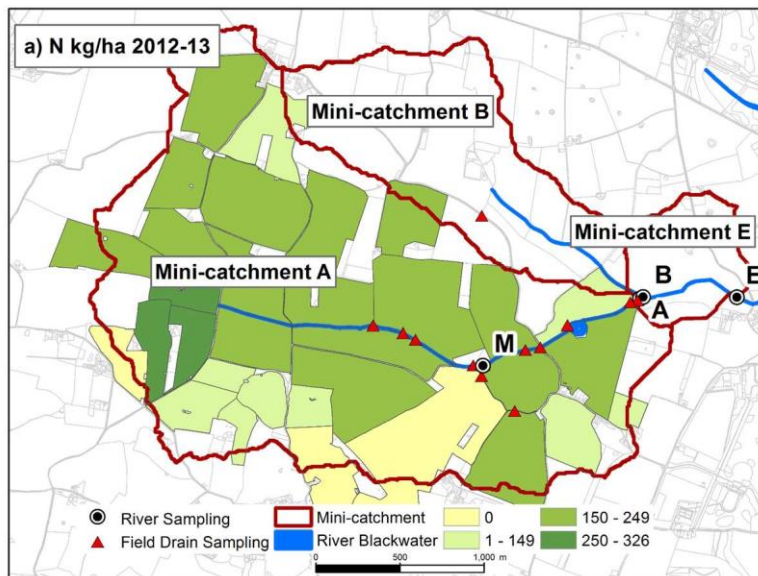 a) N kg/ha 2012-13
Mini-catchment B
Mini-catchment E
Mini-catchment A
B
E
A
M
River Sampling
Mini-catchment
0
150 - 249
Field Drain Sampling
River Blackwater
1 - 149
250 - 326
0 500 1,000 m